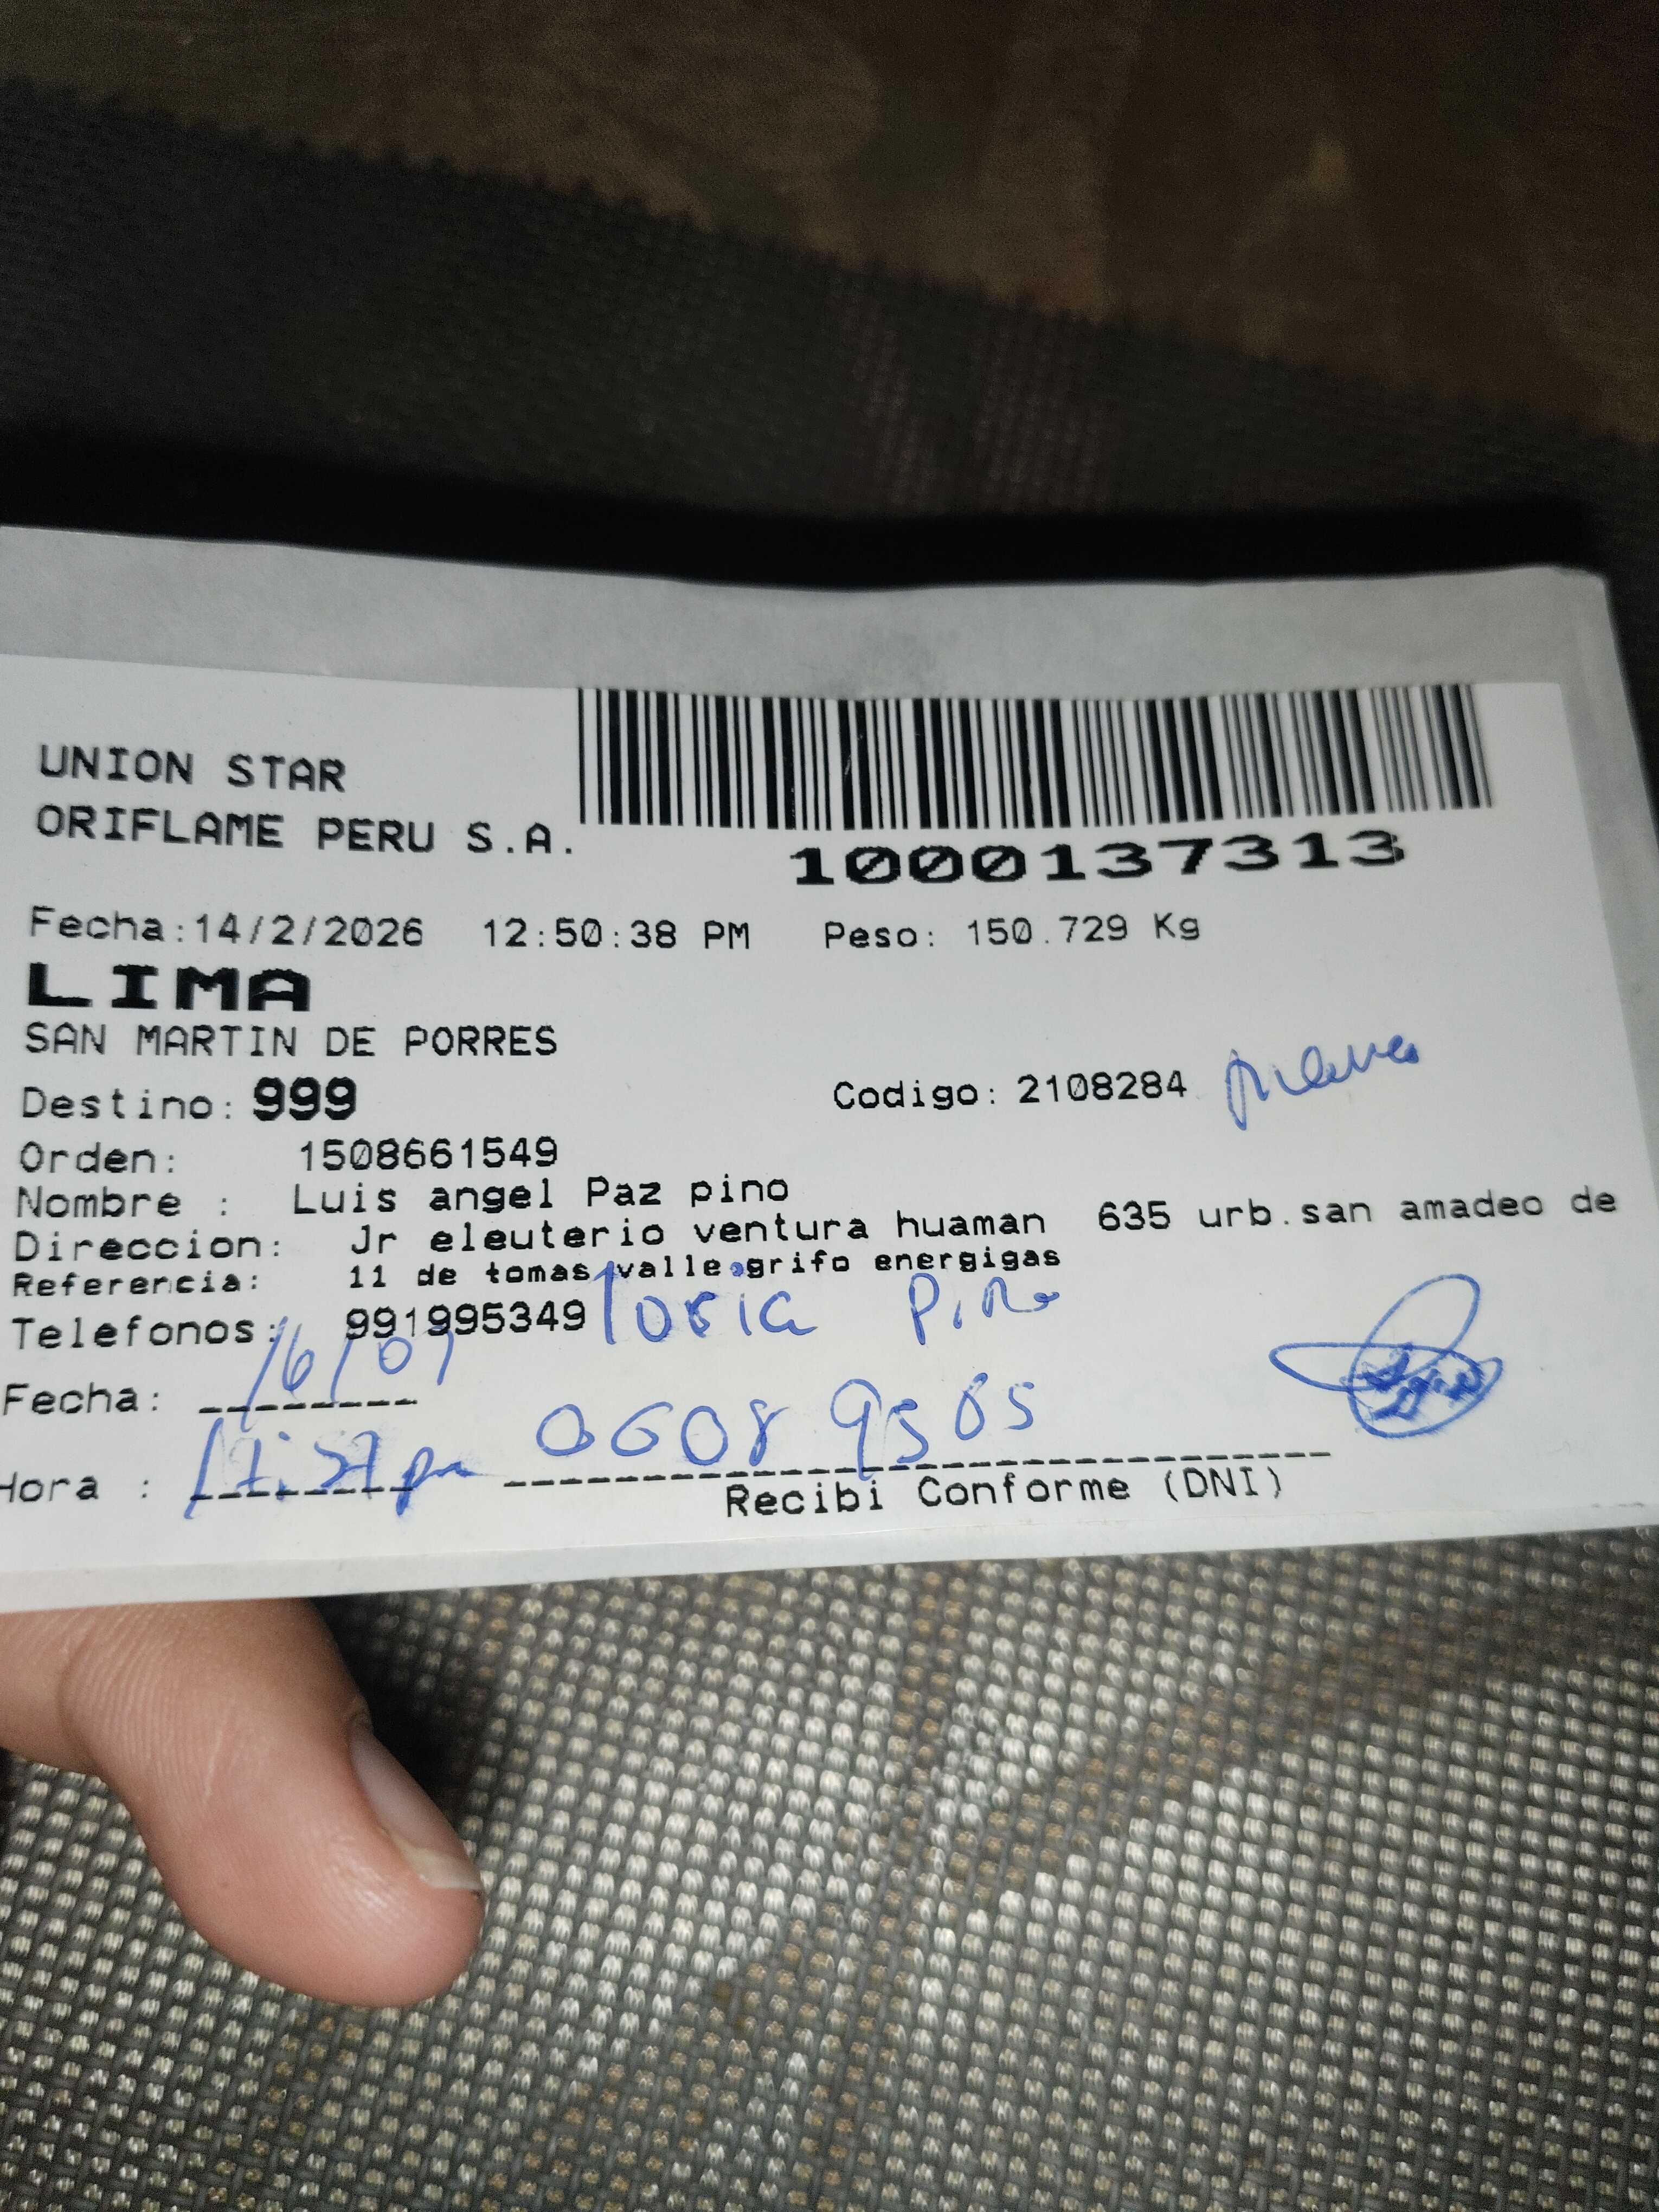 UNION STAR
ORIFLAME PERU S.A.
1000137313
Fecha:14/2/2026 12:50:38 PM Peso: 150.729 Kg
LIMA
SAN MARTIN DE PORRES
Destino: 999 Codigo: 2108284
Orden: 1508661549
Nombre : Luis angel Paz pino
Direccion: Jr eleuterio ventura huaman 635 urb.san amadeo de
Referencia: 11 de tomas valle grifo energigas
Telefonos: 991995349
Fecha:
Hora :
Recibi Conforme (DNI)